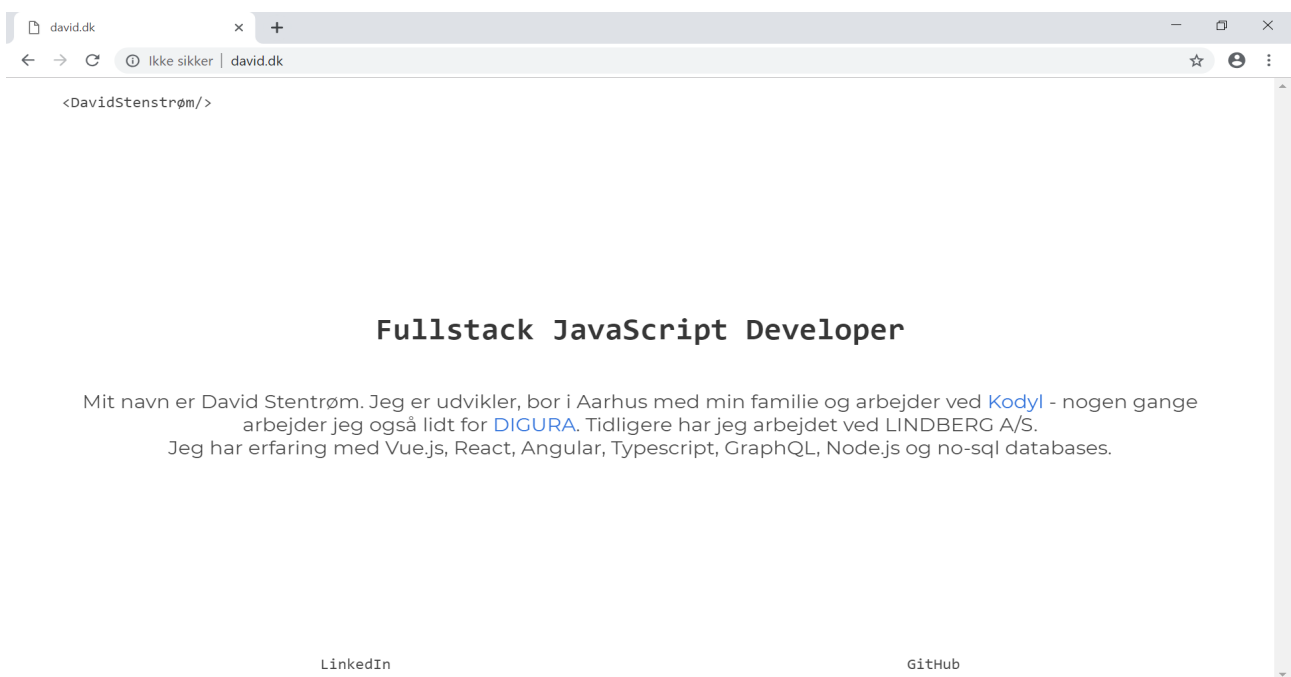 david.dk
Ikke sikker | david.dk
<DavidStenstrøm/>
Fullstack JavaScript Developer
Mit navn er David Stentrøm. Jeg er udvikler, bor i Aarhus med min familie og arbejder ved Kodyl - nogen gange
arbejder jeg også lidt for DIGURA. Tidligere har jeg arbejdet ved LINDBERG A/S.
Jeg har erfaring med Vue.js, React, Angular, Typescript, GraphQL, Node.js og no-sql databases.
LinkedIn GitHub